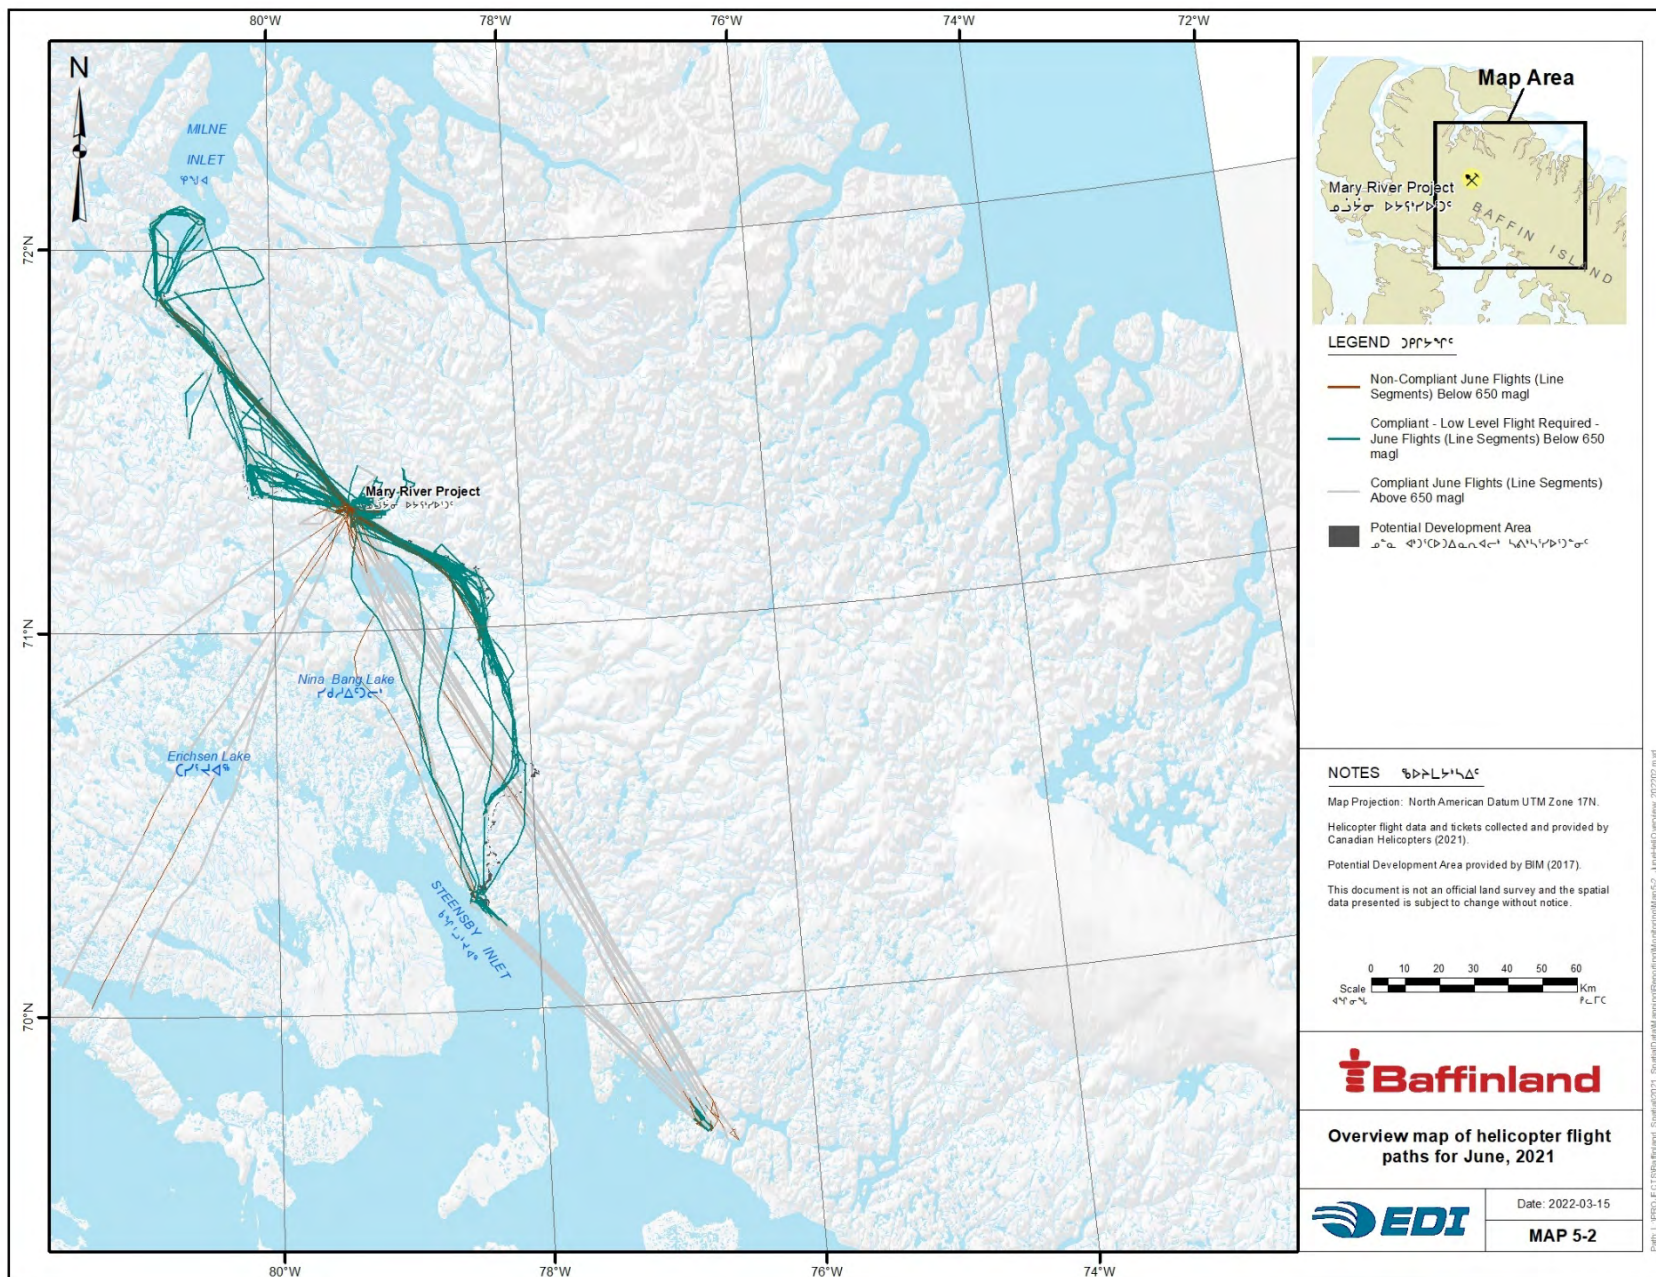 80°W
78°W
76°W
74°W
72°W
N
MILNE
INLET
72°N
Mary River Project
71°N
Nina Bang Lake
Erichsen Lake
STEENSBY INLET
70°N
80°W
78°W
76°W
74°W
Map Area
Mary River Project
BAFFIN ISLAND
LEGEND
Non-Compliant June Flights (Line
Segments) Below 650 magl
Compliant - Low Level Flight Required -
June Flights (Line Segments) Below 650
magl
Compliant June Flights (Line Segments)
Above 650 magl
Potential Development Area
NOTES
Map Projection: North American Datum UTM Zone 17N.
Helicopter flight data and tickets collected and provided by
Canadian Helicopters (2021).
Potential Development Area provided by BIM (2017).
This document is not an official land survey and the spatial
data presented is subject to change without notice.
0 10 20 30 40 50 60
Scale Km
Baffinland
Overview map of helicopter flight
paths for June, 2021
EDI
Date: 2022-03-15
MAP 5-2